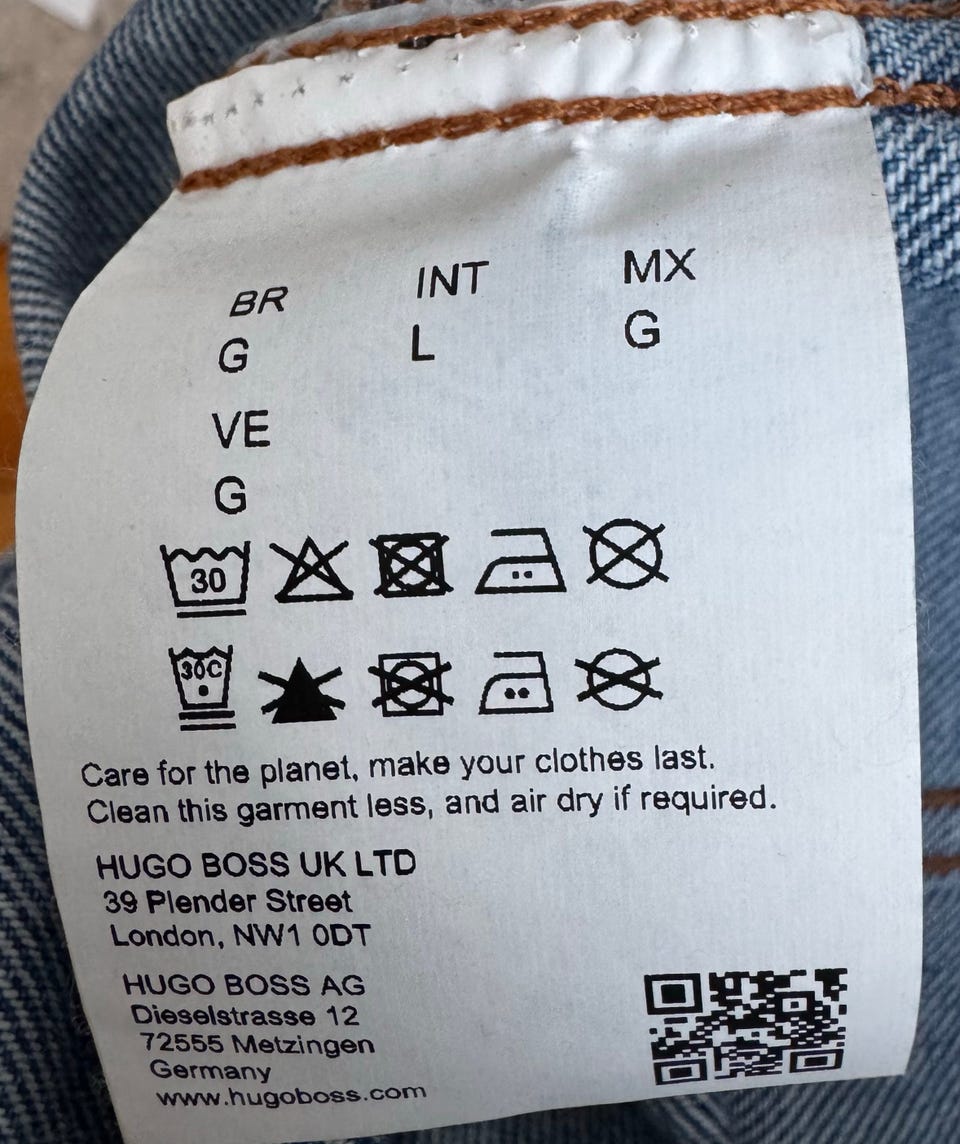 BR INT MX
G L G
VE
G
30
30C
Care for the planet, make your clothes last.
Clean this garment less, and air dry if required.
HUGO BOSS UK LTD
39 Plender Street
London, NW1 0DT
HUGO BOSS AG
Dieselstrasse 12
72555 Metzingen
Germany
www.hugoboss.com